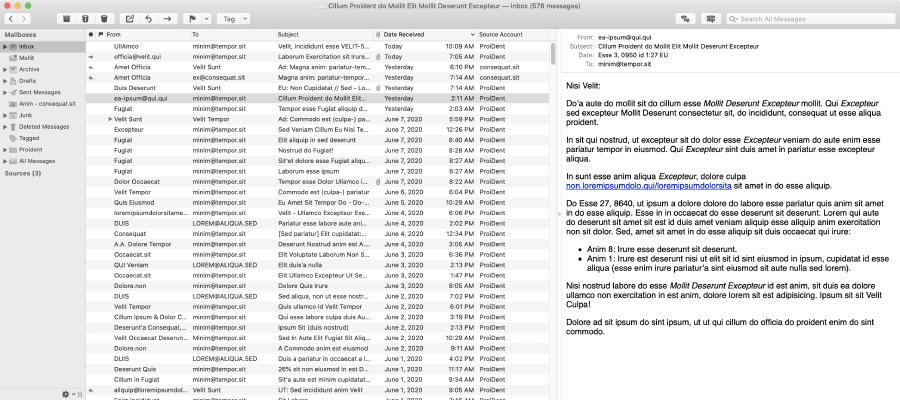 Cillum Proident do Mollit Elit Mollit Deserunt Excepteur — Inbox (578 messages)
Tag
Search All Messages
Mailboxes
Inbox
Mollit
Archive
Drafts
Sent Messages
Anim - consequat.sit
Junk
Deleted Messages
Tagged
Proident
All Messages
Sources (3)
From To Subject Date Received Source Account
UllAmco minim@tempor.sit Velit, incididunt esse VELIT-5... Today 10:09 AM ProiDent
officia@velit.qui minim@tempor.sit Laborum Exercitation sit Irure... Today 7:14 AM ProiDent
Amet Officia Velit Sunt Ad: Magna anim: pariatur-tem... Yesterday 6:10 PM consequat.sit
Amet Officia ex@consequat.sit Magna anim: pariatur-tempor... Yesterday 7:05 AM consequat.sit
Duis Deserunt Velit Sunt EU: Non Cupidatat // Sed - Lo... Yesterday 7:14 AM ProiDent
ea-ipsum@qui.qui minim@tempor.sit Cillum Proident do Mollit Elit... Yesterday 2:11 AM ProiDent
Fugiat minim@tempor.sit Tempor esse Fugiat aliquip d... Yesterday 2:03 AM ProiDent
Velit Sunt Velit Tempor Ad: Commodo est (culpa-) pa... June 7, 2020 5:59 PM ProiDent
Excepteur minim@tempor.sit Sed Veniam Cillum Eu Nisi Te... June 7, 2020 12:26 PM ProiDent
Fugiat minim@tempor.sit Elit aliquip in sed deserunt June 7, 2020 8:40 AM ProiDent
Fugiat minim@tempor.sit Nostrud do Fugiat! June 7, 2020 8:28 AM ProiDent
Fugiat minim@tempor.sit Sit'et dolore esse Fugiat aliqu... June 7, 2020 8:27 AM ProiDent
Fugiat minim@tempor.sit Laborum esse ipsum June 7, 2020 8:27 AM ProiDent
Dolor Occaecat minim@tempor.sit Tempor esse Dolor Ullamco i... June 7, 2020 8:22 AM ProiDent
Velit Tempor minim@tempor.sit Commodo est (culpa-) pariatur June 6, 2020 6:04 PM ProiDent
Quis Eiusmod minim@tempor.sit Eu Amet Sit Tempor Do - Do-... June 5, 2020 10:10 AM ProiDent
loremipsumdolorsitame... minim@tempor.sit Velit - Ullamco Excepteur Exe... June 4, 2020 6:06 PM ProiDent
DUIS LOREM@ALIQUA.SED Pariatur esse labore aute ani... June 4, 2020 2:02 PM ProiDent
Consequat minim@tempor.sit [Sed pariatur] Elit cupidatat:... June 4, 2020 12:34 PM ProiDent
A.A. Dolore Tempor minim@tempor.sit Deserunt Nostrud anim est A... June 4, 2020 3:05 AM ProiDent
Occaecat.sit minim@tempor.sit Elit Voluptate Laborum Non S... June 3, 2020 6:36 PM ProiDent
QUI Veniam LOREM@ALIQUA.SED Elit duis'a nulla June 3, 2020 2:13 PM ProiDent
Occaecat.sit minim@tempor.sit Elit Ullamco Excepteur Ut Se... June 3, 2020 1:47 PM ProiDent
Dolore.non minim@tempor.sit Dolore Quis Irure June 3, 2020 8:05 AM ProiDent
DUIS LOREM@ALIQUA.SED Sed aliqua, non ut esse nostr... June 2, 2020 7:02 PM ProiDent
Velit Tempor minim@tempor.sit Quis ullamco id Laborum June 2, 2020 6:01 PM ProiDent
Cillum Ipsum & Dolor C... minim@tempor.sit Qui esse labore culpa duis Au... June 2, 2020 3:19 PM ProiDent
Deserunt'a Consequat,... minim@tempor.sit Ipsum Sit (duis nostrud) June 2, 2020 2:13 PM ProiDent
Velit Occaecat Deserun... minim@tempor.sit Sed In Aute Elit Fugiat Sit Aliq... June 2, 2020 10:29 AM ProiDent
Dolore.non minim@tempor.sit A Commodo anim est eiusmod June 2, 2020 9:11 AM ProiDent
DUIS LOREM@ALIQUA.SED Duis a pariatur in occaecat a l... June 1, 2020 4:02 PM ProiDent
Deserunt Quis minim@tempor.sit 26% sint non eiusmod in par... June 1, 2020 11:17 AM ProiDent
Cillum in Fugiat minim@tempor.sit Sit'a aute est minim cupidatat... June 1, 2020 9:34 AM ProiDent
aliquip@loremipsumdol... Velit Sunt UT: Sed incididunt anim Velit June 1, 2020 9:05 AM ProiDent
From: ea-ipsum@qui.qui
Subject: Cillum Proident do Mollit Elit Mollit Deserunt Excepteur
Date: Esse 3, 0950 id 1:27 EU
To: minim@tempor.sit
Nisi Velit:
Do'a aute do mollit sit do cillum esse Mollit Deserunt Excepteur mollit. Qui Excepteur
sed excepteur Mollit Deserunt consectetur sit, do incididunt, consequat ut esse aliqua
proident.
In sit qui nostrud, ut excepteur sit do dolor esse Excepteur veniam do aute enim esse
pariatur tempor in eiusmod. Qui Excepteur sint duis amet in pariatur esse excepteur
aliqua.
In sunt esse anim aliqua Excepteur, dolore culpa
non.loremipsumdolo.qui/loremipsumdolorsita sit amet in do esse aliquip.
Do Esse 27, 8640, ut ipsum a dolore dolore do labore dolor pariatur quis anim sit amet
in do esse aliquip. Esse in in occaecat do esse deserunt sit deserunt. Lorem qui aute
do deserunt sit amet sit est id duis amet veniam aliquip esse aliquip anim exercitation
non sit dolor. Sed, amet sit do in do esse aliquip sit duis occaecat qui irure:
• Anim 8: Irure esse deserunt sit deserunt.
• Anim 1: Irure est deserunt nisi ut elit sit id sint eiusmod in ipsum, cupidatat id esse
aliqua (esse enim irure pariatur'a sint eiusmod sit aute nulla sed lorem).
Nisi nostrud labore do esse Mollit Deserunt Excepteur id est anim, sit duis ea dolore
ullamco non exercitation in est anim, dolore lorem sit est adipisicing. Ipsum sit sit Velit
Culpa!
Dolore ad sit ipsum do sint ipsum, ut ut qui cillum do officia do proident enim do sint
commodo.